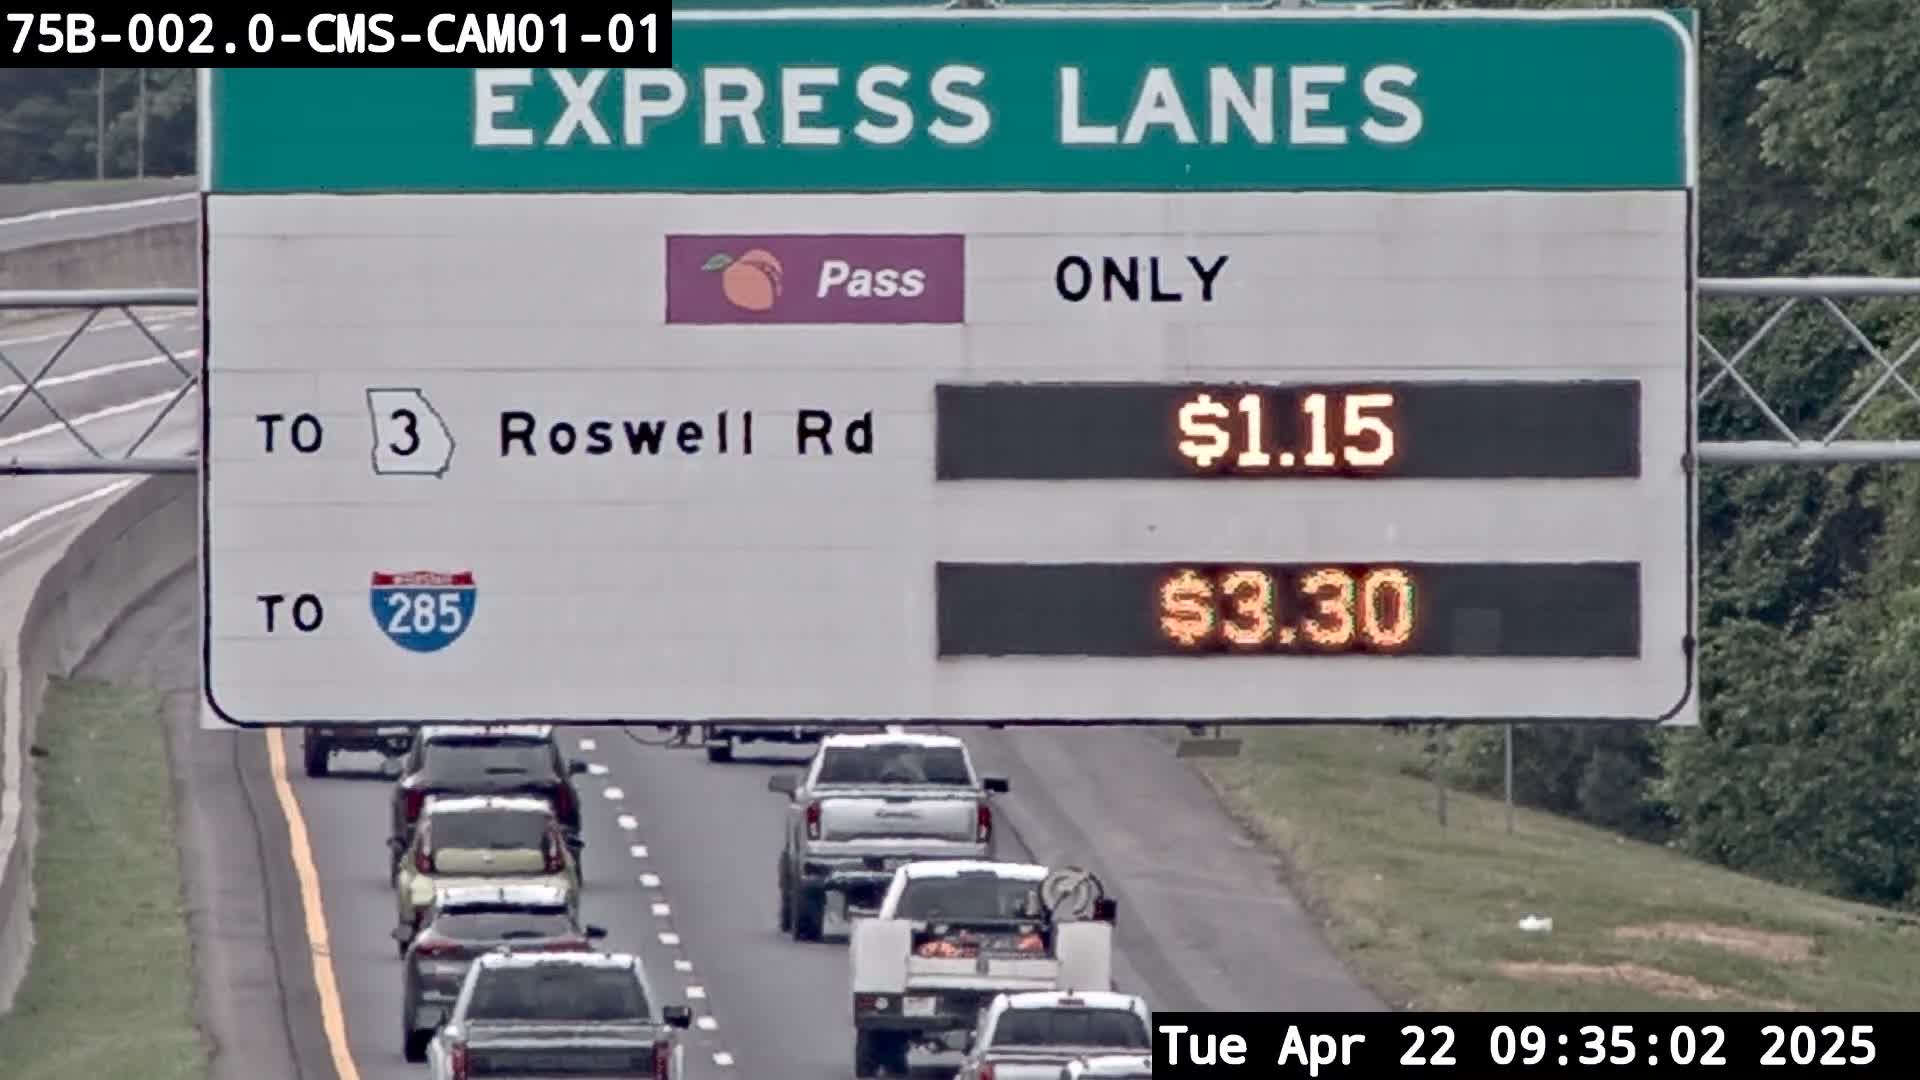 75B-002.0-CMS-CAM01-01
EXPRESS LANES
Pass ONLY
TO 3 Roswell Rd $1.15
TO 285 $3.30
Tue Apr 22 09:35:02 2025